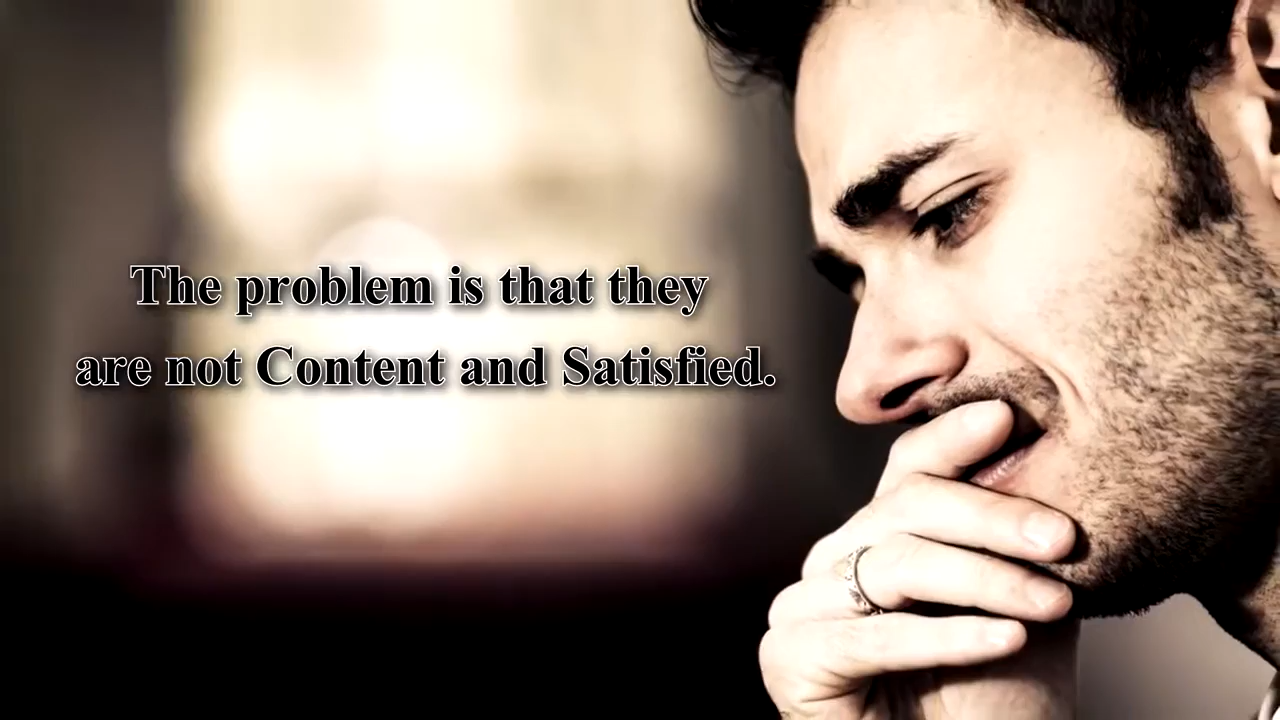 The problem is that they
are not Content and Satisfied.